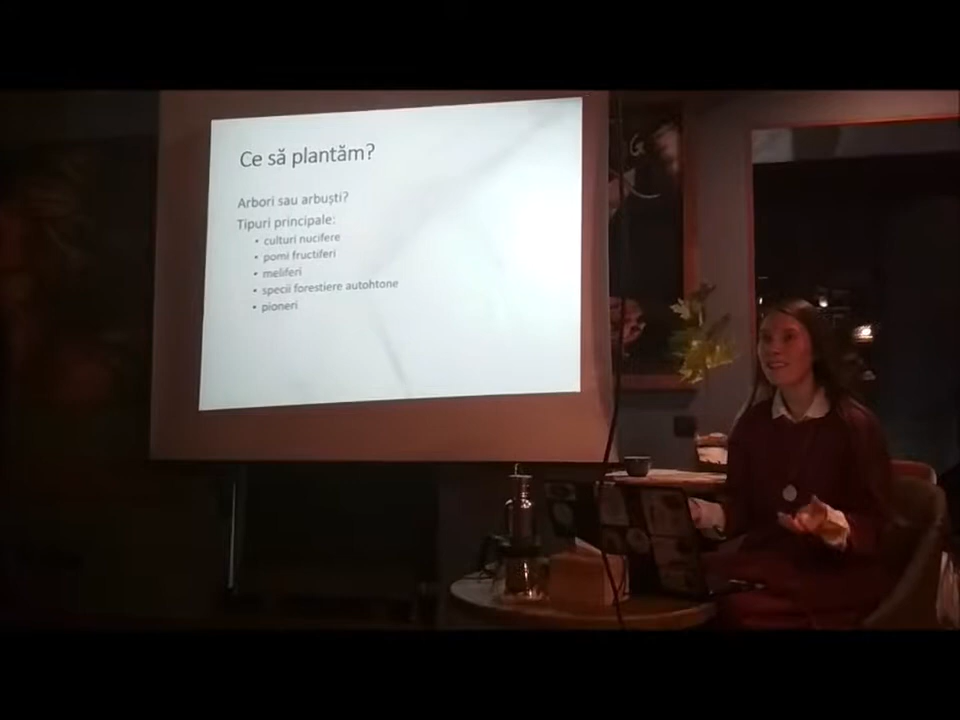 Ce să plantăm?
Arbori sau arbuști?
Tipuri principale:
• culturi nucifere
• pomi fructiferi
• meliferi
• specii forestiere autohtone
• pioneri